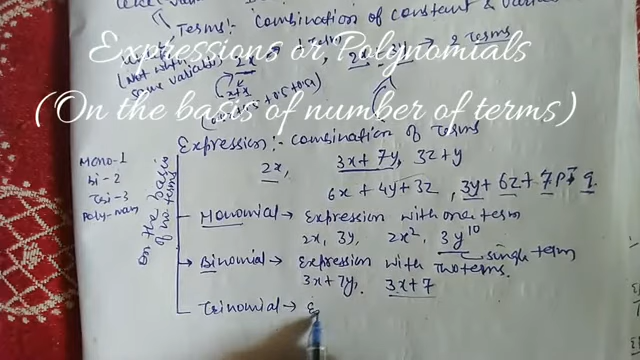 Terms:- Combination of constant & varia
2 Terms
Expressions or Polynomials
(On the basis of number of terms)
Expression:- Combination of Terms
Mono-1
Bi-2
Tri-3
Poly-many
On the basis of no. of terms
2x, 3x+7y, 3z+y
6x+4y+3z, 3y+6z+7p+q
Monomial → Expression with one term
2x, 3y, 2x², 3y¹⁰
single term
Binomial → Expression with Two terms.
3x+7y, 3x+7
Trinomial → E